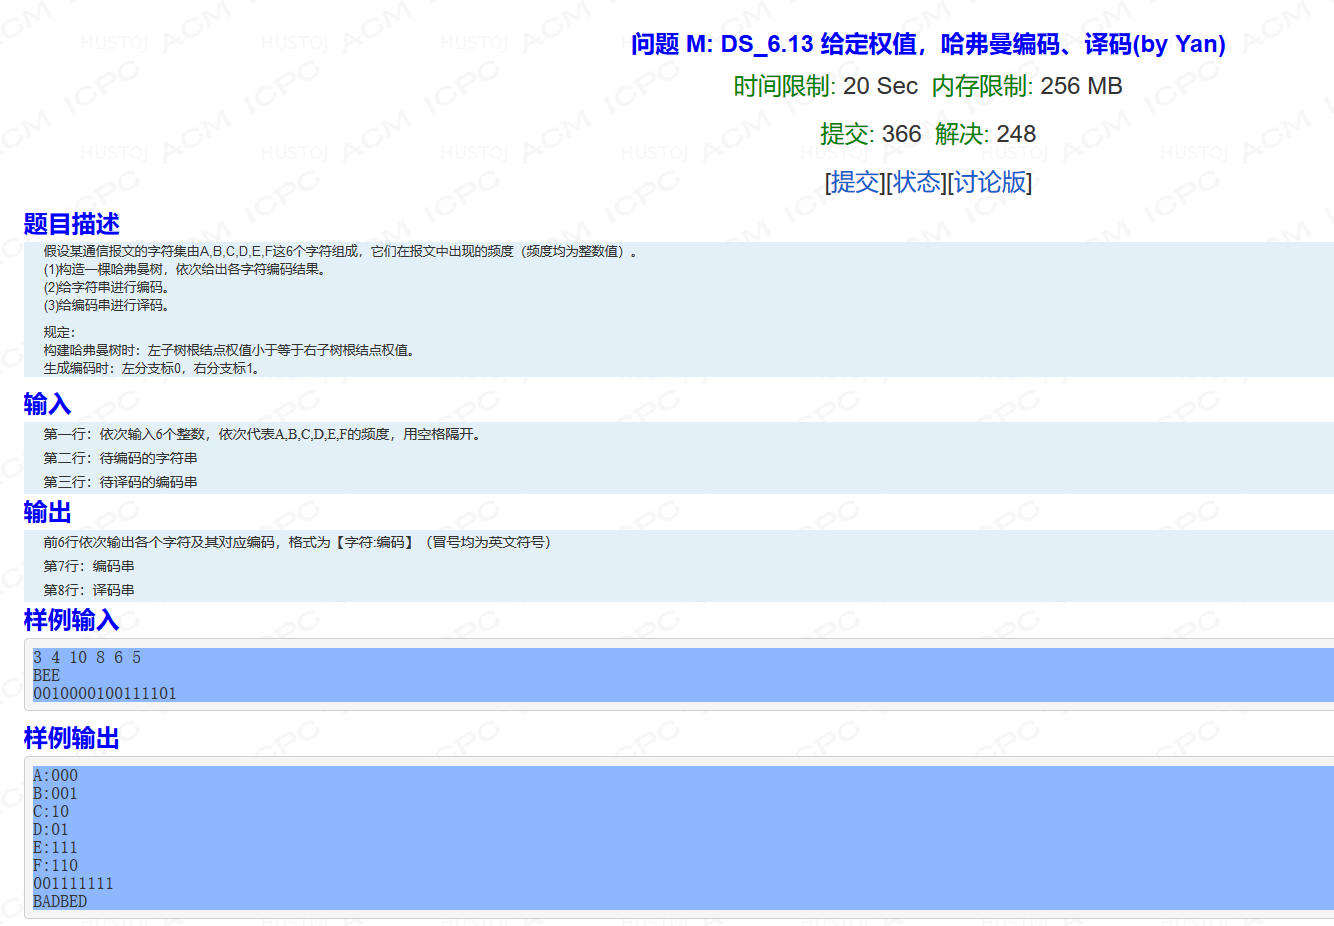 问题 M: DS_6.13 给定权值，哈弗曼编码、译码(by Yan)
时间限制: 20 Sec 内存限制: 256 MB
提交: 366 解决: 248
[提交][状态][讨论版]
题目描述
假设某通信报文的字符集由A,B,C,D,E,F这6个字符组成，它们在报文中出现的频度（频度均为整数值）。
(1)构造一棵哈弗曼树，依次给出各字符编码结果。
(2)给字符串进行编码。
(3)给编码串进行译码。
规定：
构建哈弗曼树时：左子树根结点权值小于等于右子树根结点权值。
生成编码时：左分支标0，右分支标1。
输入
第一行：依次输入6个整数，依次代表A,B,C,D,E,F的频度，用空格隔开。
第二行：待编码的字符串
第三行：待译码的编码串
输出
前6行依次输出各个字符及其对应编码，格式为【字符:编码】（冒号均为英文符号）
第7行：编码串
第8行：译码串
样例输入
3 4 10 8 6 5
BEE
0010000100111101
样例输出
A:000
B:001
C:10
D:01
E:111
F:110
001111111
BADBED